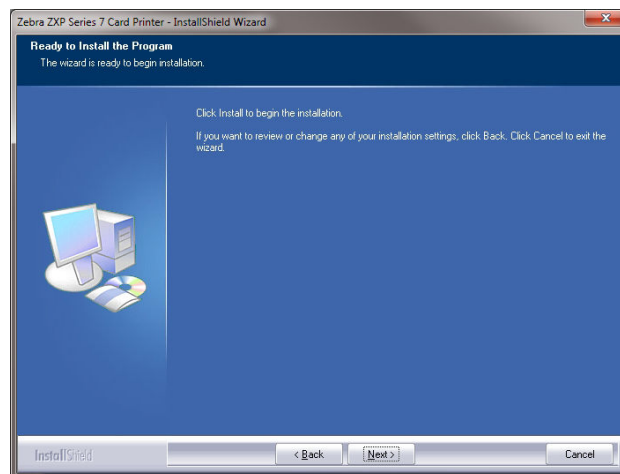 Zebra ZXP Series 7 Card Printer - InstallShield Wizard
Ready to Install the Program
The wizard is ready to begin installation.
Click Install to begin the installation.
If you want to review or change any of your installation settings, click Back. Click Cancel to exit the
wizard.
InstallShield
< Back
Next >
Cancel